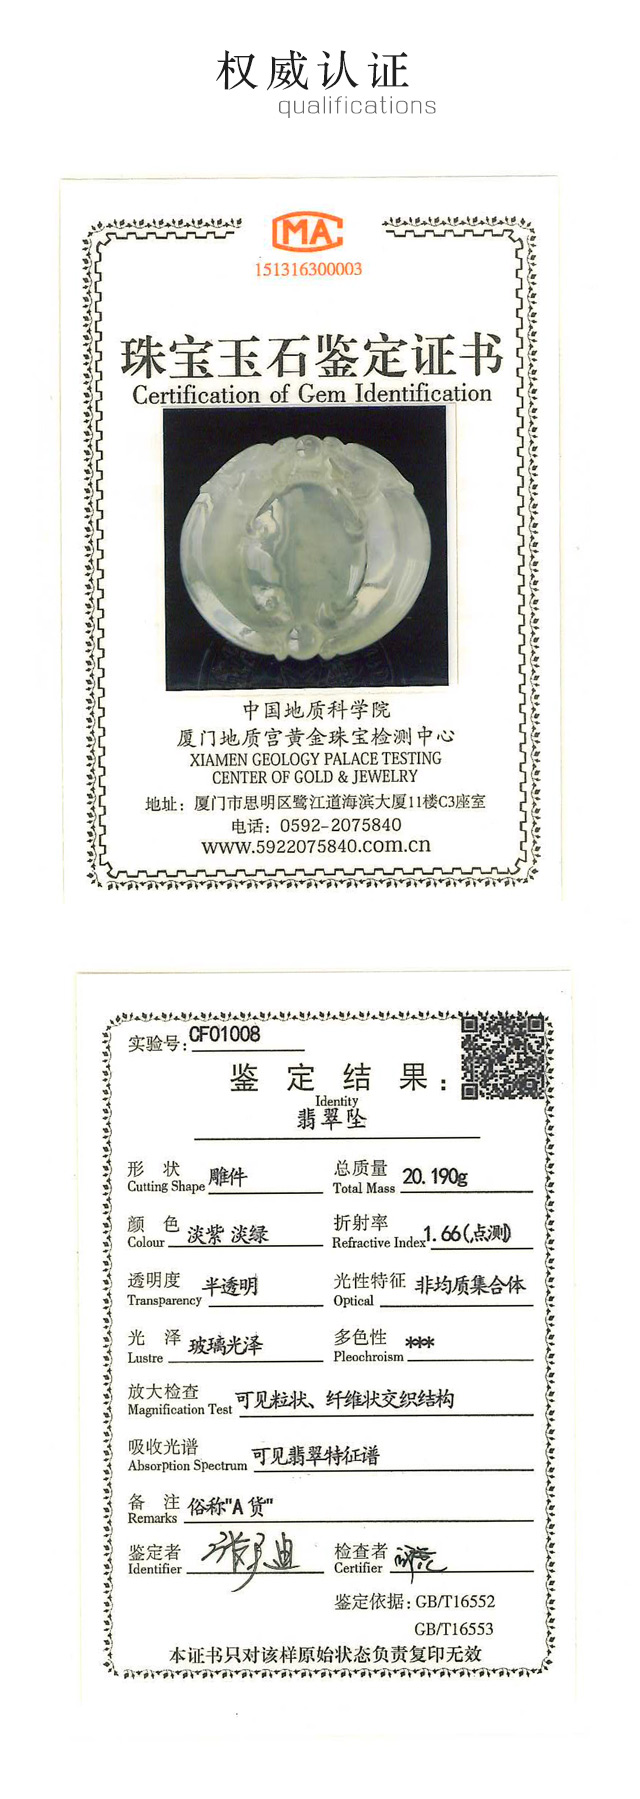 权威认证
qualifications
MA
151316300003
珠宝玉石鉴定证书
Certification of Gem Identification
中国地质科学院
厦门地质宫黄金珠宝检测中心
XIAMEN GEOLOGY PALACE TESTING
CENTER OF GOLD & JEWELRY
地址：厦门市思明区鹭江道海滨大厦11楼C3座室
电话：0592-2075840
www.5922075840.com.cn
实验号：CF01008
鉴定结果：
Identity
翡翠坠
形 状 雕件 总质量 20.190g
Cutting Shape Total Mass
颜 色 淡紫 淡绿 折射率 1.66(点测)
Colour Refractive Index
透明度 半透明 光性特征 非均质集合体
Transparency Optical
光 泽 玻璃光泽 多色性 ***
Lustre Pleochroism
放大检查 可见粒状、纤维状交织结构
Magnification Test
吸收光谱 可见翡翠特征谱
Absorption Spectrum
备 注 俗称"A 货"
Remarks
鉴定者 检查者
Identifier Certifier
鉴定依据：GB/T16552
GB/T16553
本证书只对该样原始状态负责复印无效